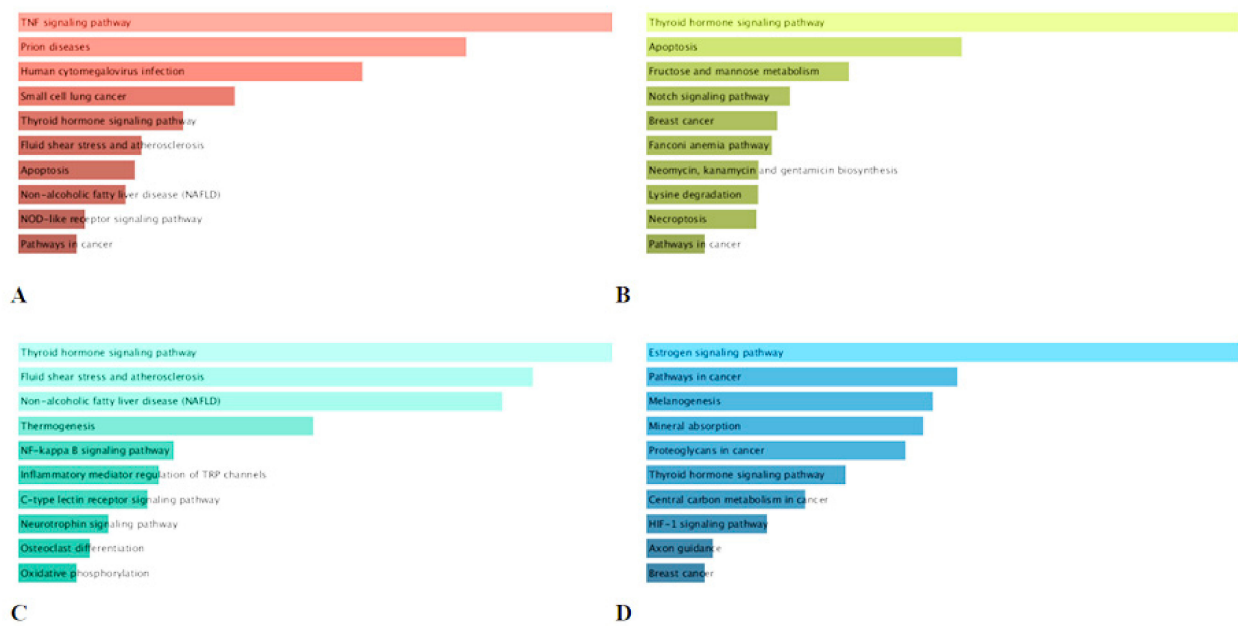 TNF signaling pathway
Prion diseases
Human cytomegalovirus infection
Small cell lung cancer
Thyroid hormone signaling pathway
Fluid shear stress and atherosclerosis
Apoptosis
Non-alcoholic fatty liver disease (NAFLD)
NOD-like receptor signaling pathway
Pathways in cancer
A
Thyroid hormone signaling pathway
Apoptosis
Fructose and mannose metabolism
Notch signaling pathway
Breast cancer
Fanconi anemia pathway
Neomycin, kanamycin and gentamicin biosynthesis
Lysine degradation
Necroptosis
Pathways in cancer
B
Thyroid hormone signaling pathway
Fluid shear stress and atherosclerosis
Non-alcoholic fatty liver disease (NAFLD)
Thermogenesis
NF-kappa B signaling pathway
Inflammatory mediator regulation of TRP channels
C-type lectin receptor signaling pathway
Neurotrophin signaling pathway
Osteoclast differentiation
Oxidative phosphorylation
C
Estrogen signaling pathway
Pathways in cancer
Melanogenesis
Mineral absorption
Proteoglycans in cancer
Thyroid hormone signaling pathway
Central carbon metabolism in cancer
HIF-1 signaling pathway
Axon guidance
Breast cancer
D